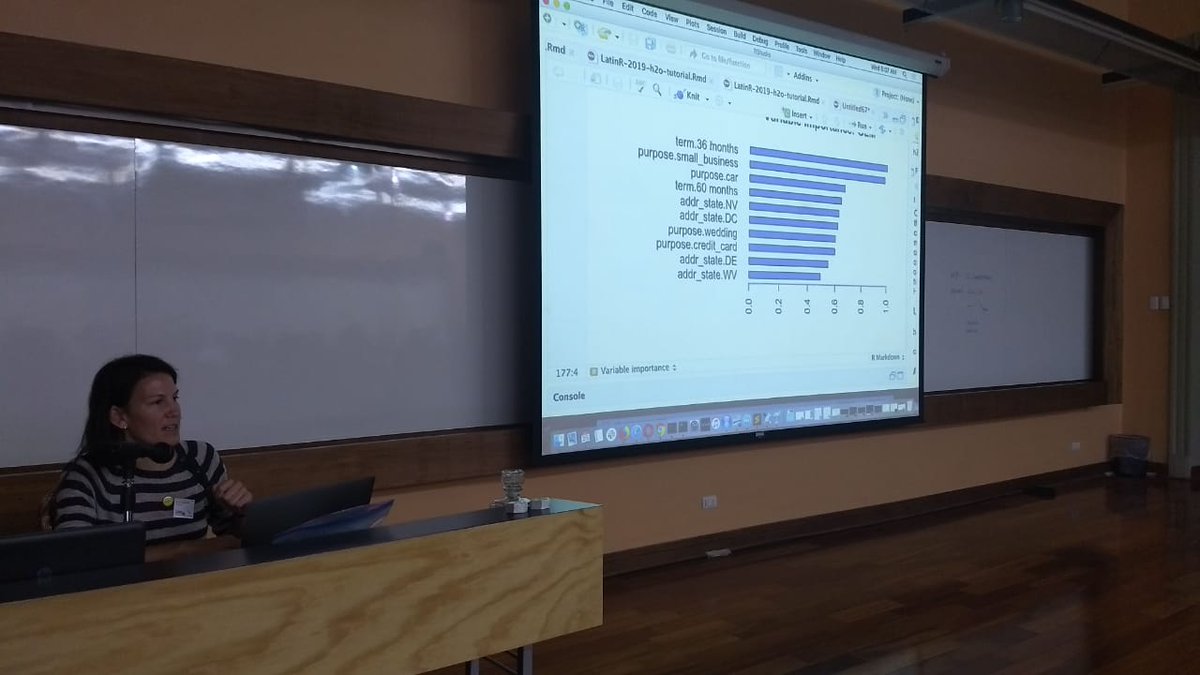 File Edit Code View Plots Session Build Debug Profile Tools Window Help
RStudio
Go to file/function
Addins
Project: (None)
.Rmd
LatinR-2019-h2o-tutorial.Rmd
LatinR-2019-h2o-tutorial.Rmd
Untitled67*
Knit
Insert
Run
term.36 months
purpose.small_business
purpose.car
term.60 months
addr_state.NV
addr_state.DC
purpose.wedding
purpose.credit_card
addr_state.DE
addr_state.WV
0.0 0.2 0.4 0.6 0.8 1.0
177:4 Variable importance
R Markdown
Console